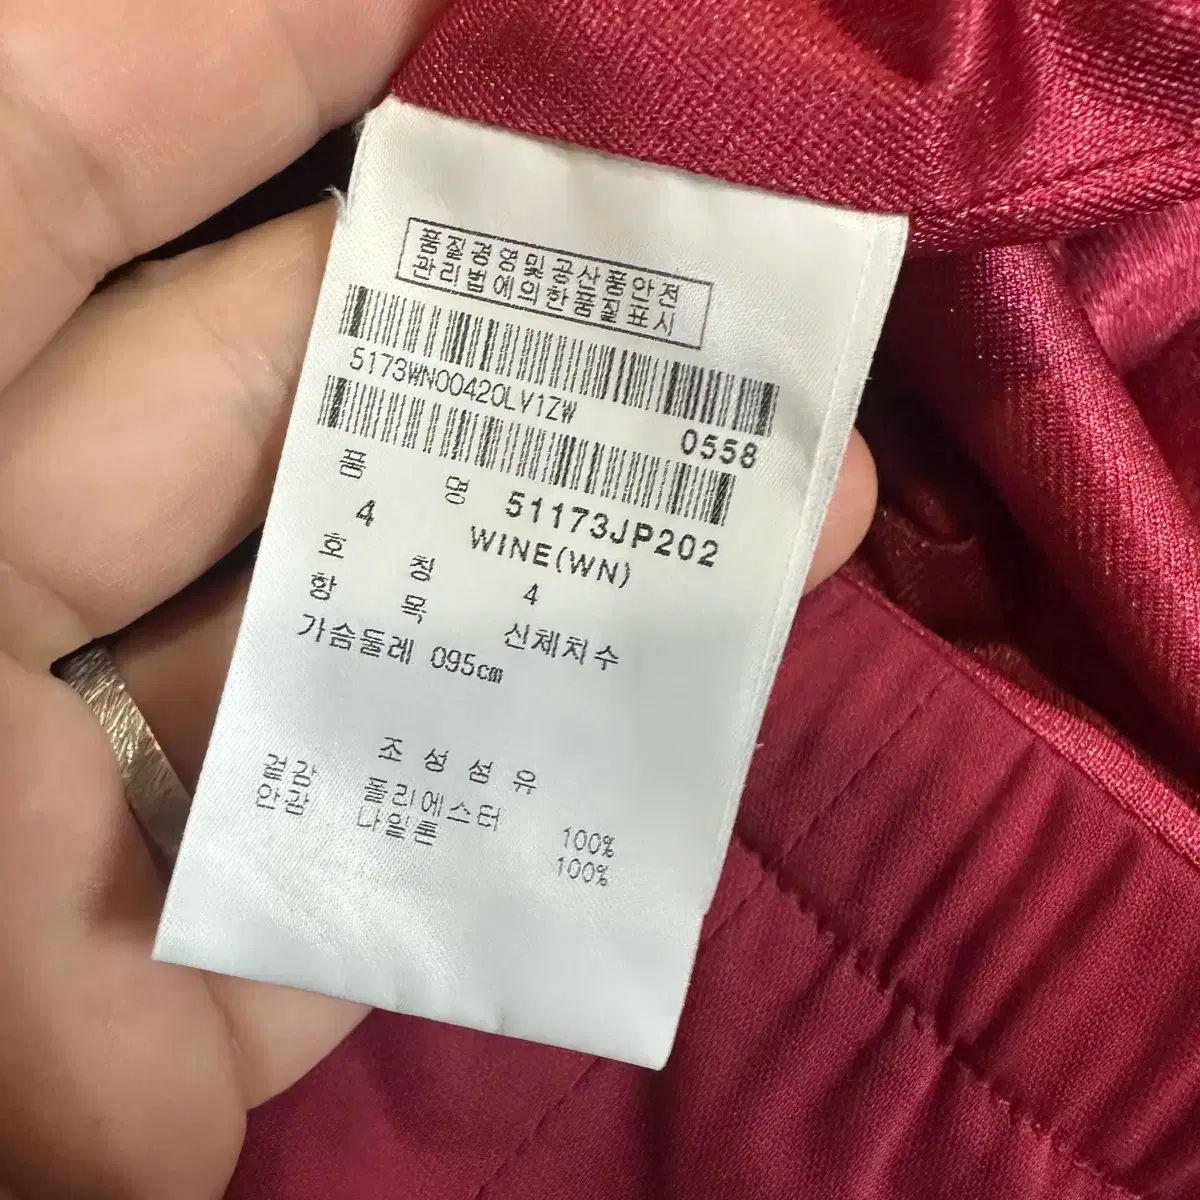 품질경영및공산품안전
관리법에의한품질표시
5173WN00420LV1ZW
0558
품 명 51173JP202
4 WINE(WN)
호 칭 4
항 목 신체치수
가슴둘레 095cm
조 성 섬 유
겉감 폴리에스터 100%
안감 나일론 100%